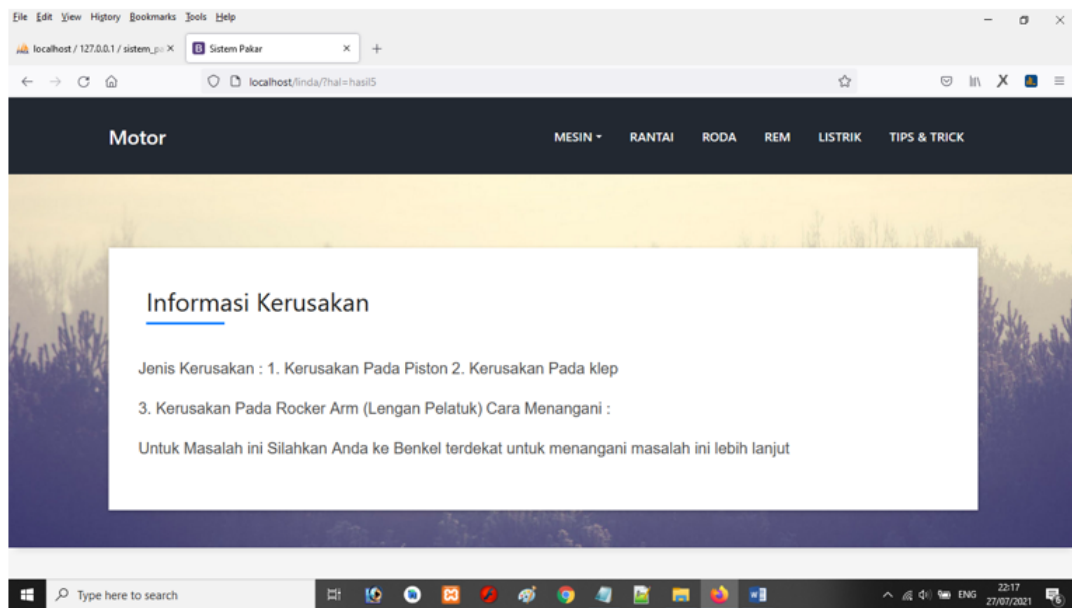 File Edit View History Bookmarks Tools Help
localhost / 127.0.0.1 / sistem_pa
Sistem Pakar
localhost/linda/?hal=hasil5
Motor
MESIN RANTAI RODA REM LISTRIK TIPS & TRICK
Informasi Kerusakan
Jenis Kerusakan : 1. Kerusakan Pada Piston 2. Kerusakan Pada klep
3. Kerusakan Pada Rocker Arm (Lengan Pelatuk) Cara Menangani :
Untuk Masalah ini Silahkan Anda ke Benkel terdekat untuk menangani masalah ini lebih lanjut
Type here to search
ENG
22:17
27/07/2021
6